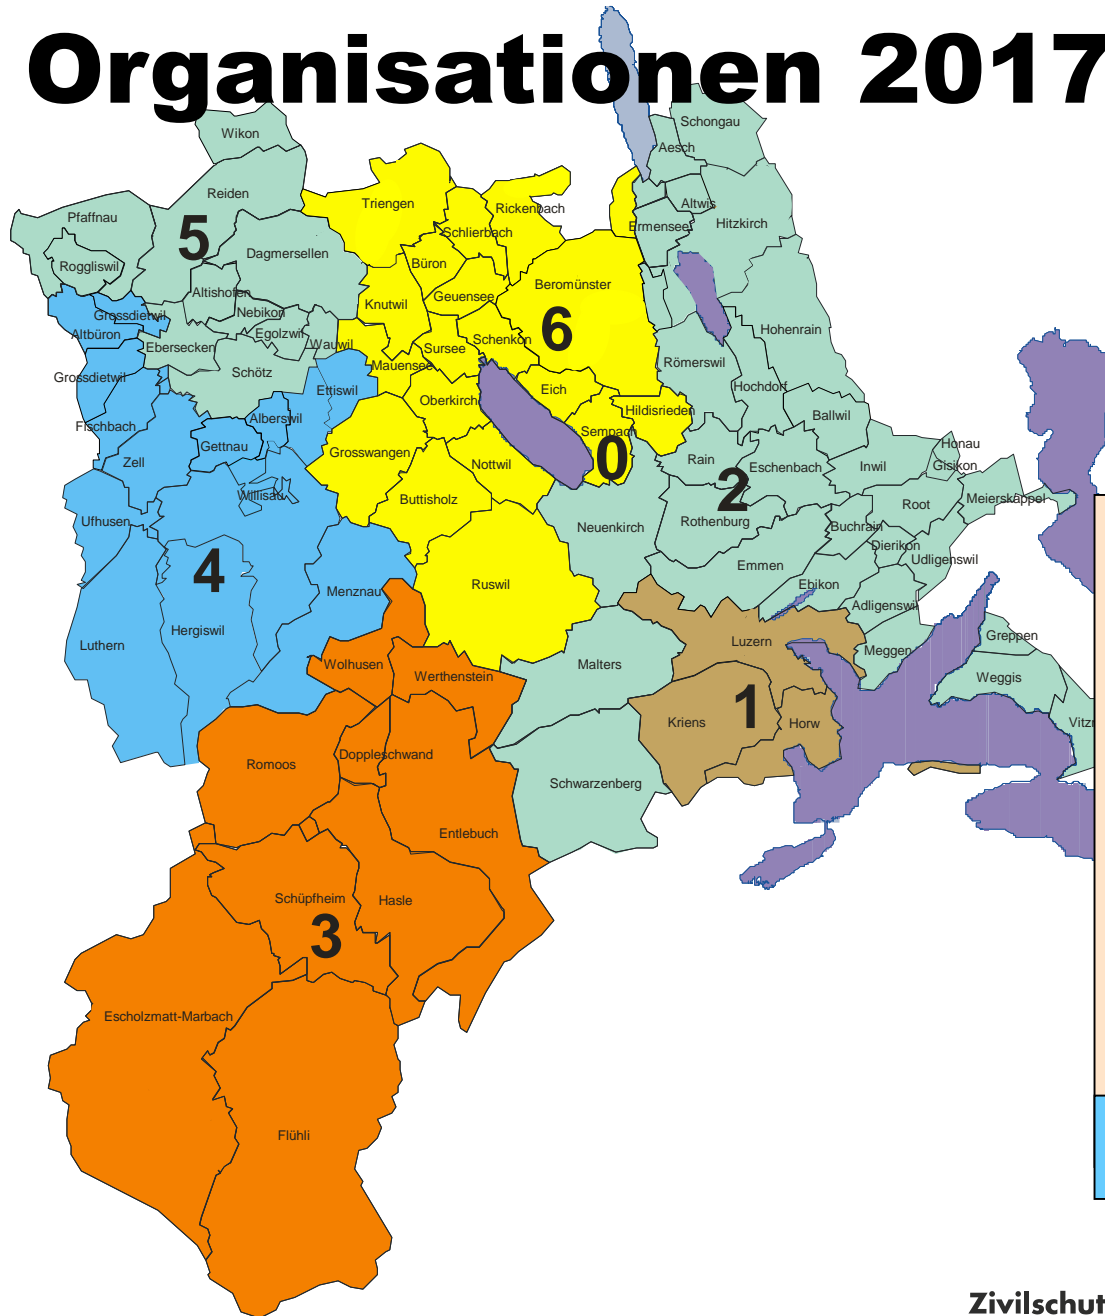 Organisationen 2017
Schongau
Wikon
Aesch
Reiden
Triengen
Altwis
Rickenbach
Pfaffnau
Hitzkirch
Ermensee
5
Schlierbach
Dagmersellen
Büron
Roggliswil
Beromünster
Altishofen
Geuensee
Knutwil
Nebikon
Grossdietwil
6
Hohenrain
Altbüron
Egolzwil
Schenkon
Wauwil
Ebersecken
Sursee
Römerswil
Mauensee
Schötz
Grossdietwil
Hochdorf
Ettiswil
Eich
Oberkirch
Hildisrieden
Ballwil
Alberswil
Fischbach
Sempach
Honau
Gettnau
Grosswangen
0
Rain
Zell
Nottwil
Eschenbach
Inwil
Gisikon
2
Willisau
Buttisholz
Meierskappel
Root
Ufhusen
Rothenburg
Neuenkirch
Buchrain
Dierikon
Udligenswil
Emmen
4
Ruswil
Ebikon
Menznau
Adligenswil
Hergiswil
Greppen
Luzern
Luthern
Meggen
Wolhusen
Malters
Werthenstein
Weggis
1
Kriens
Horw
Vitzn
Doppleschwand
Romoos
Schwarzenberg
Entlebuch
Schüpfheim
Hasle
3
Escholzmatt-Marbach
Flühli
Zivilschut